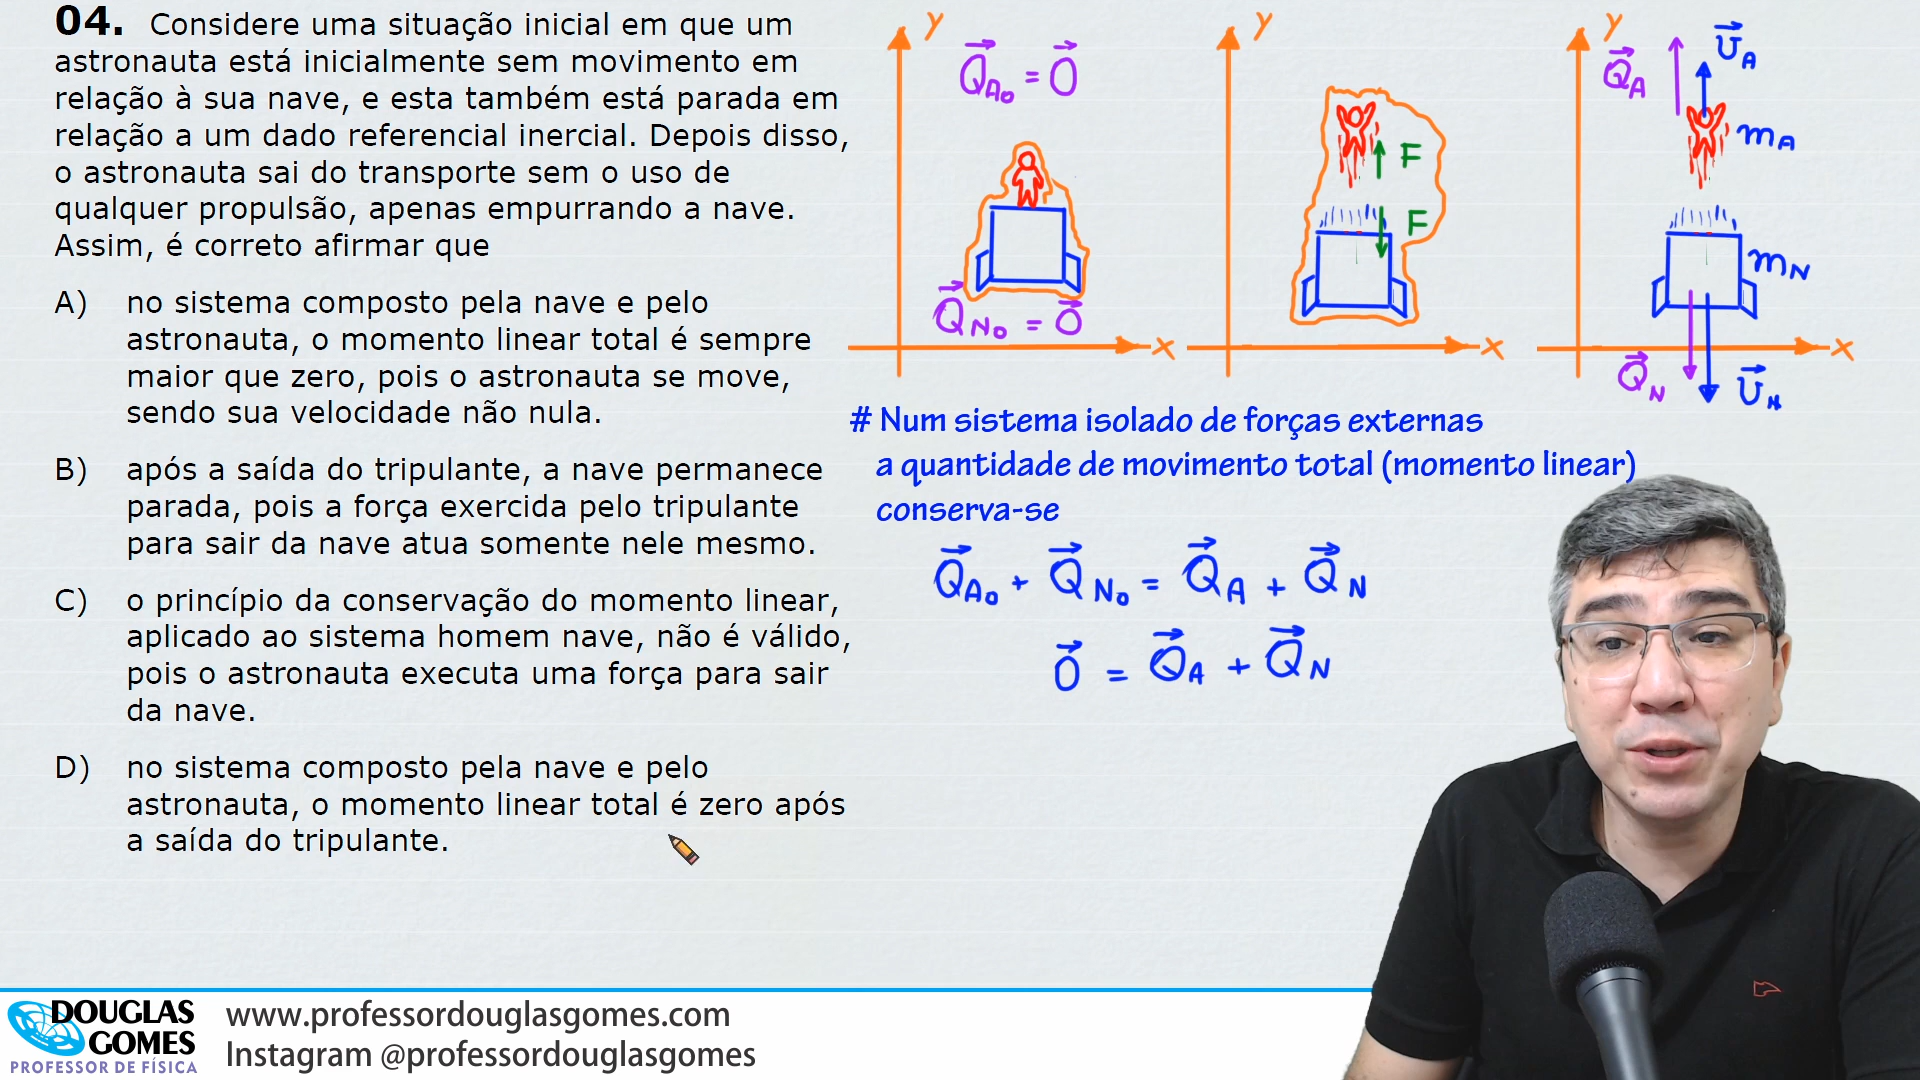 04. Considere uma situação inicial em que um
astronauta está inicialmente sem movimento em
relação à sua nave, e esta também está parada em
relação a um dado referencial inercial. Depois disso,
o astronauta sai do transporte sem o uso de
qualquer propulsão, apenas empurrando a nave.
Assim, é correto afirmar que
A) no sistema composto pela nave e pelo
astronauta, o momento linear total é sempre
maior que zero, pois o astronauta se move,
sendo sua velocidade não nula.
B) após a saída do tripulante, a nave permanece
parada, pois a força exercida pelo tripulante
para sair da nave atua somente nele mesmo.
C) o princípio da conservação do momento linear,
aplicado ao sistema homem nave, não é válido,
pois o astronauta executa uma força para sair
da nave.
D) no sistema composto pela nave e pelo
astronauta, o momento linear total é zero após
a saída do tripulante.
y
Q⃗A₀ = 0⃗
Q⃗N₀ = 0⃗
x
y
F
F
x
y
Q⃗A
U⃗A
mA
mN
Q⃗N
U⃗N
x
# Num sistema isolado de forças externas
a quantidade de movimento total (momento linear)
conserva-se
Q⃗A₀ + Q⃗N₀ = Q⃗A + Q⃗N
0⃗ = Q⃗A + Q⃗N
DOUGLAS
GOMES
PROFESSOR DE FÍSICA
www.professordouglasgomes.com
Instagram @professordouglasgomes